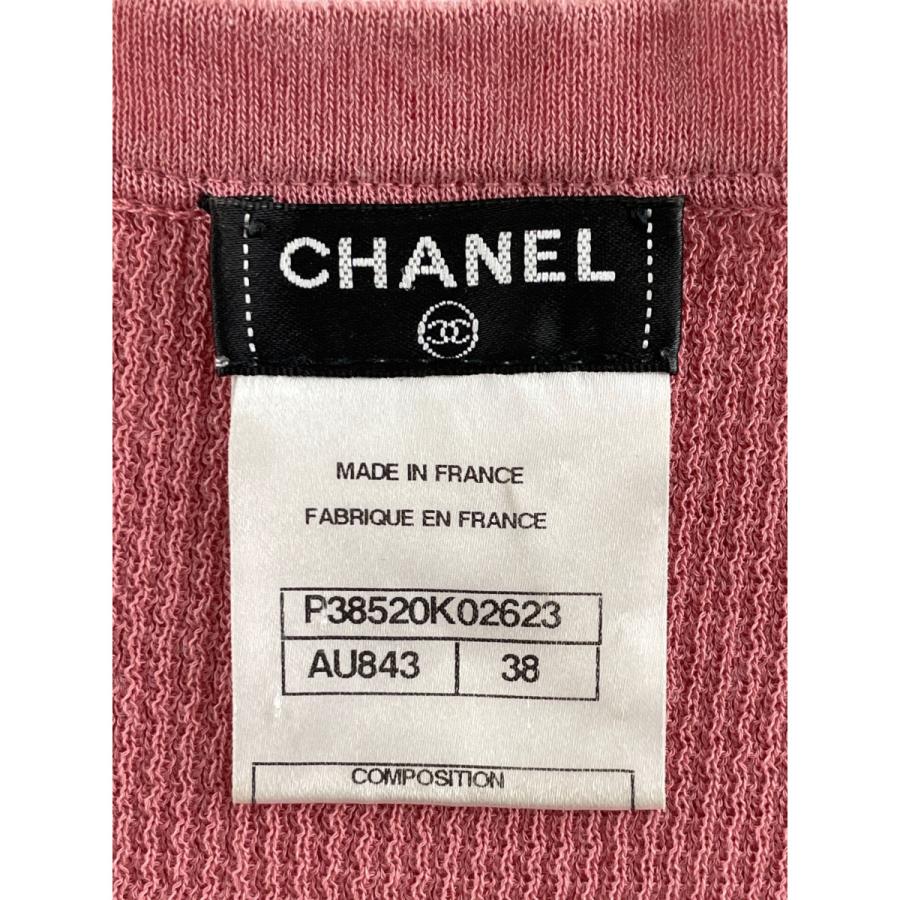 CHANEL
MADE IN FRANCE
FABRIQUE EN FRANCE
P38520K02623
AU843 38
COMPOSITION